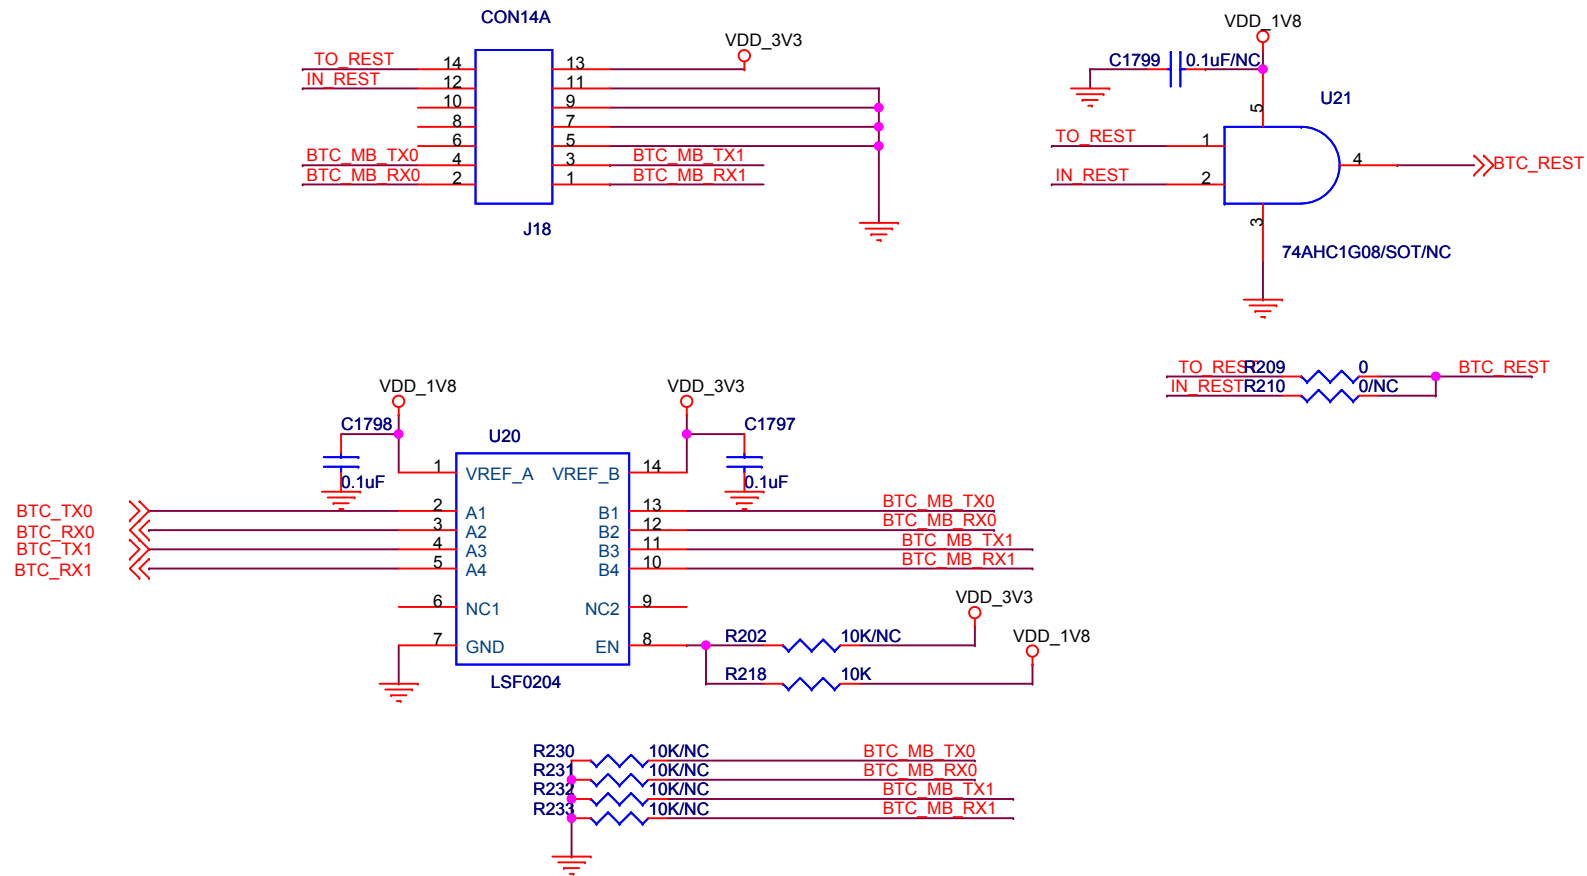 CON14A
VDD_3V3
TO_REST 14 13
IN_REST 12 11
10 9
8 7
6 5
BTC_MB_TX0 4 3 BTC_MB_TX1
BTC_MB_RX0 2 1 BTC_MB_RX1
J18
VDD_1V8
C1799 0.1uF/NC
5 U21
TO_REST 1
4 BTC_REST
IN_REST 2
3
74AHC1G08/SOT/NC
TO_REST R209 0 BTC_REST
IN_REST R210 0/NC
VDD_1V8 VDD_3V3
C1798 U20 C1797
1 VREF_A VREF_B 14
0.1uF 0.1uF
BTC_TX0 2 A1 B1 13 BTC_MB_TX0
BTC_RX0 3 A2 B2 12 BTC_MB_RX0
BTC_TX1 4 A3 B3 11 BTC_MB_TX1
BTC_RX1 5 A4 B4 10 BTC_MB_RX1
6 NC1 NC2 9 VDD_3V3
7 GND EN 8 R202 10K/NC VDD_1V8
LSF0204 R218 10K
R230 10K/NC BTC_MB_TX0
R231 10K/NC BTC_MB_RX0
R232 10K/NC BTC_MB_TX1
R233 10K/NC BTC_MB_RX1